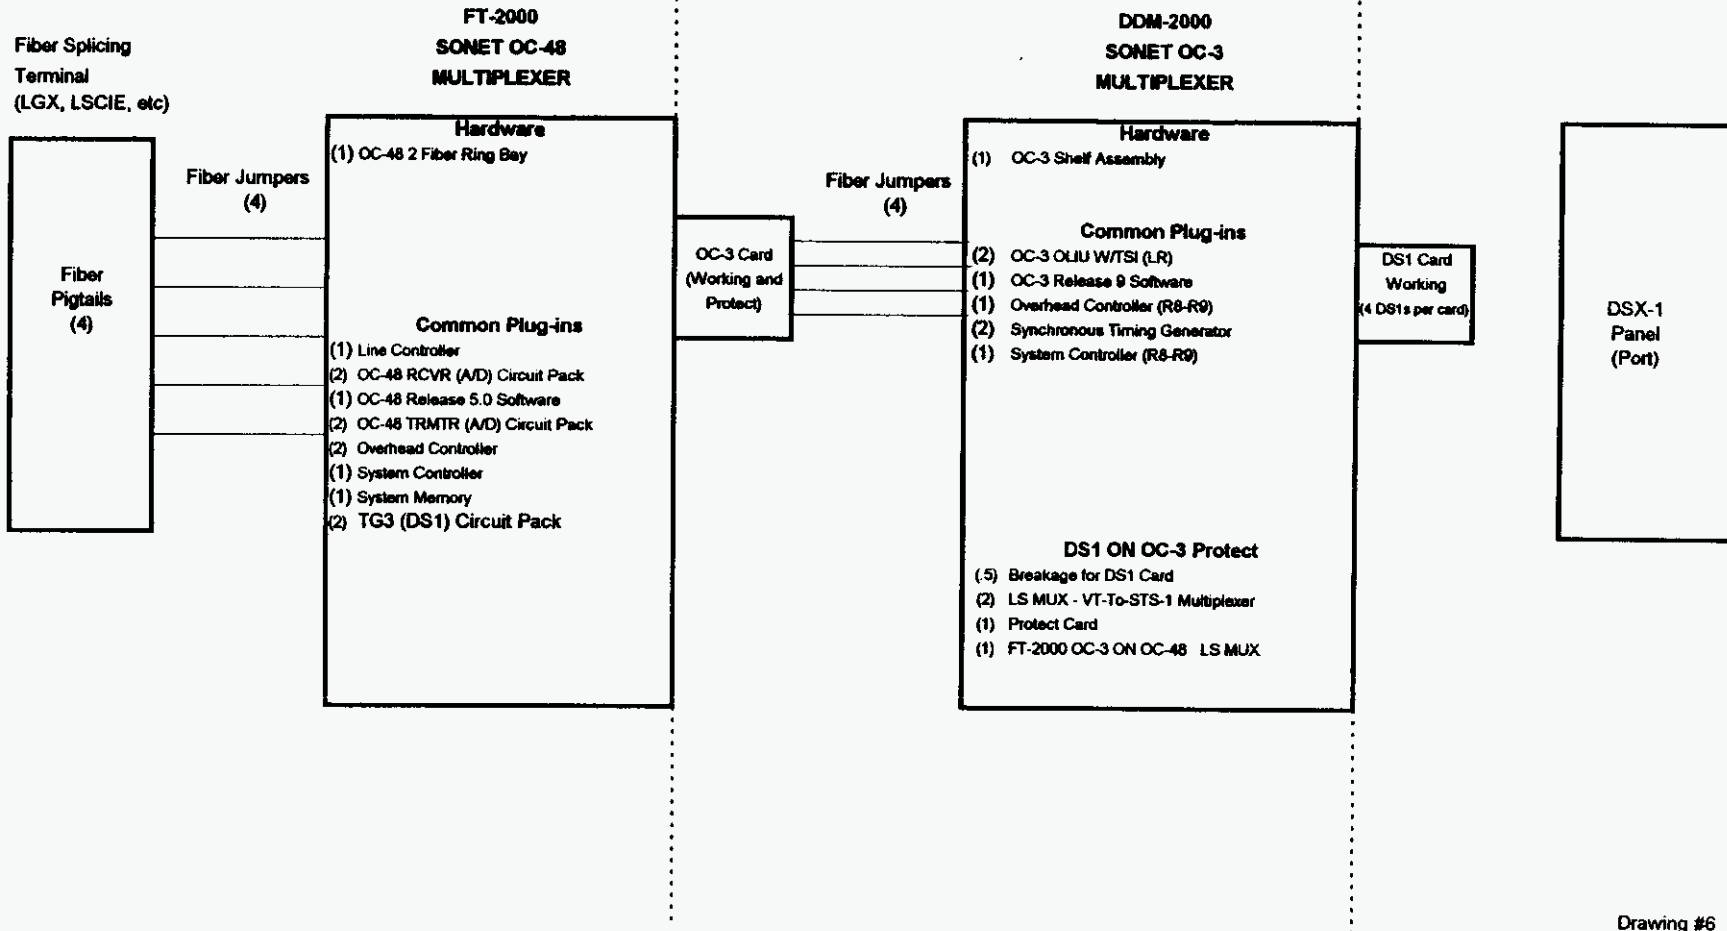 Fiber Splicing
Terminal
(LGX, LSCIE, etc)
Fiber
Pigtails
(4)
Fiber Jumpers
(4)
FT-2000
SONET OC-48
MULTIPLEXER
Hardware
(1) OC-48 2 Fiber Ring Bay
Common Plug-ins
(1) Line Controller
(2) OC-48 RCVR (A/D) Circuit Pack
(1) OC-48 Release 5.0 Software
(2) OC-48 TRMTR (A/D) Circuit Pack
(2) Overhead Controller
(1) System Controller
(1) System Memory
(2) TG3 (DS1) Circuit Pack
OC-3 Card
(Working and
Protect)
Fiber Jumpers
(4)
DDM-2000
SONET OC-3
MULTIPLEXER
Hardware
(1) OC-3 Shelf Assembly
Common Plug-ins
(2) OC-3 OLIU W/TSI (LR)
(1) OC-3 Release 9 Software
(1) Overhead Controller (R8-R9)
(2) Synchronous Timing Generator
(1) System Controller (R8-R9)
DS1 ON OC-3 Protect
(.5) Breakage for DS1 Card
(2) LS MUX - VT-To-STS-1 Multiplexer
(1) Protect Card
(1) FT-2000 OC-3 ON OC-48 LS MUX
DS1 Card
Working
(4 DS1s per card)
DSX-1
Panel
(Port)
Drawing #6